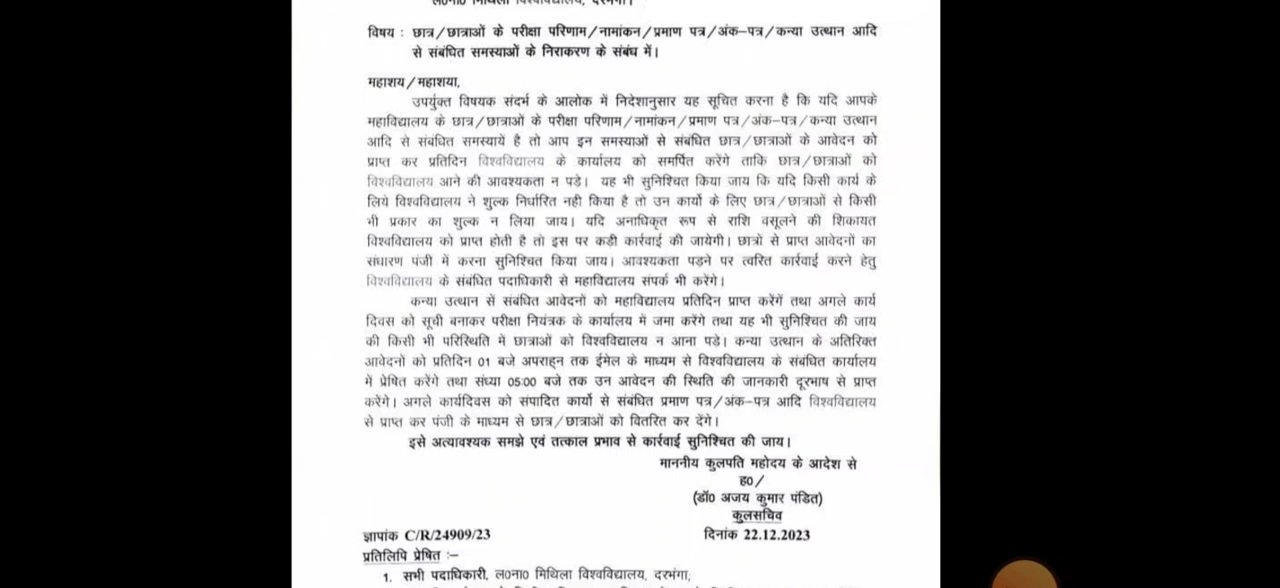 ल०ना० मिथिला विश्वविद्यालय, दरभंगा।
विषय : छात्र/छात्राओं के परीक्षा परिणाम/नामांकन/प्रमाण पत्र/अंक–पत्र/कन्या उत्थान आदि
से संबंधित समस्याओं के निराकरण के संबंध में।
महाशय/महाशया,
उपर्युक्त विषयक संदर्भ के आलोक में निदेशानुसार यह सूचित करना है कि यदि आपके
महाविद्यालय के छात्र/छात्राओं के परीक्षा परिणाम/नामांकन/प्रमाण पत्र/अंक–पत्र/कन्या उत्थान
आदि से संबंधित समस्यायें है तो आप इन समस्याओं से संबंधित छात्र/छात्राओं के आवेदन को
प्राप्त कर प्रतिदिन विश्वविद्यालय के कार्यालय को समर्पित करेंगे ताकि छात्र/छात्राओं को
विश्वविद्यालय आने की आवश्यकता न पड़े। यह भी सुनिश्चित किया जाय कि यदि किसी कार्य के
लिये विश्वविद्यालय ने शुल्क निर्धारित नही किया है तो उन कार्यो के लिए छात्र/छात्राओं से किसी
भी प्रकार का शुल्क न लिया जाय। यदि अनाधिकृत रूप से राशि वसूलने की शिकायत
विश्वविद्यालय को प्राप्त होती है तो इस पर कडी कार्रवाई की जायेगी। छात्रों से प्राप्त आवेदनों का
संधारण पंजी में करना सुनिश्चित किया जाय। आवश्यकता पड़ने पर त्वरित कार्रवाई करने हेतु
विश्वविद्यालय के संबंधित पदाधिकारी से महाविद्यालय संपर्क भी करेंगे।
कन्या उत्थान सें संबंधित आवेदनों को महाविद्यालय प्रतिदिन प्राप्त करेंगें तथा अगले कार्य
दिवस को सूची बनाकर परीक्षा नियंत्रक के कार्यालय में जमा करेंगे तथा यह भी सुनिश्चित की जाय
की किसी भी परिस्थिति में छात्राओं को विश्वविद्यालय न आना पड़े। कन्या उत्थान के अतिरिक्त
आवेदनों को प्रतिदिन 01 बजे अपराह्न तक ईमेल के माध्यम से विश्वविद्यालय के संबंधित कार्यालय
में प्रेषित करेंगे तथा संध्या 05:00 बजे तक उन आवेदन की स्थिति की जानकारी दूरभाष से प्राप्त
करेंगे। अगले कार्यदिवस को संपादित कार्यो से संबंधित प्रमाण पत्र/अंक–पत्र आदि विश्वविद्यालय
से प्राप्त कर पंजी के माध्यम से छात्र/छात्राओं को वितरित कर देंगे।
इसे अत्यावश्यक समझे एवं तत्काल प्रभाव से कार्रवाई सुनिश्चित की जाय।
माननीय कुलपति महोदय के आदेश से
ह०/
(डॉ० अजय कुमार पंडित)
कुलसचिव
ज्ञापांक C/R/24909/23 दिनांक 22.12.2023
प्रतिलिपि प्रेषित :–
1. सभी पदाधिकारी, ल०ना० मिथिला विश्वविद्यालय, दरभंगा,